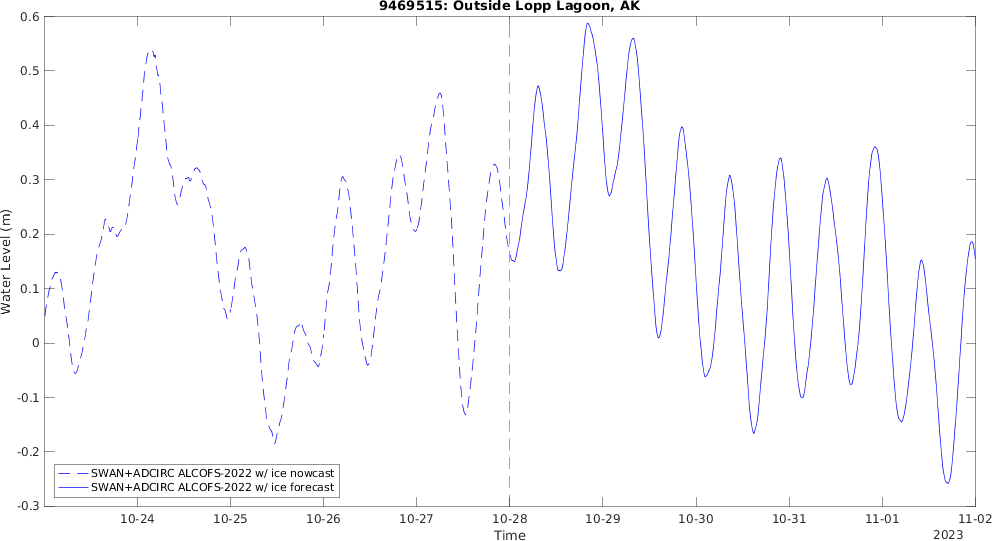 9469515: Outside Lopp Lagoon, AK
0.6
0.5
0.4
0.3
0.2
0.1
0
-0.1
-0.2
-0.3
Water Level (m)
SWAN+ADCIRC ALCOFS-2022 w/ ice nowcast
SWAN+ADCIRC ALCOFS-2022 w/ ice forecast
10-24 10-25 10-26 10-27 10-28 10-29 10-30 10-31 11-01 11-02
Time
2023